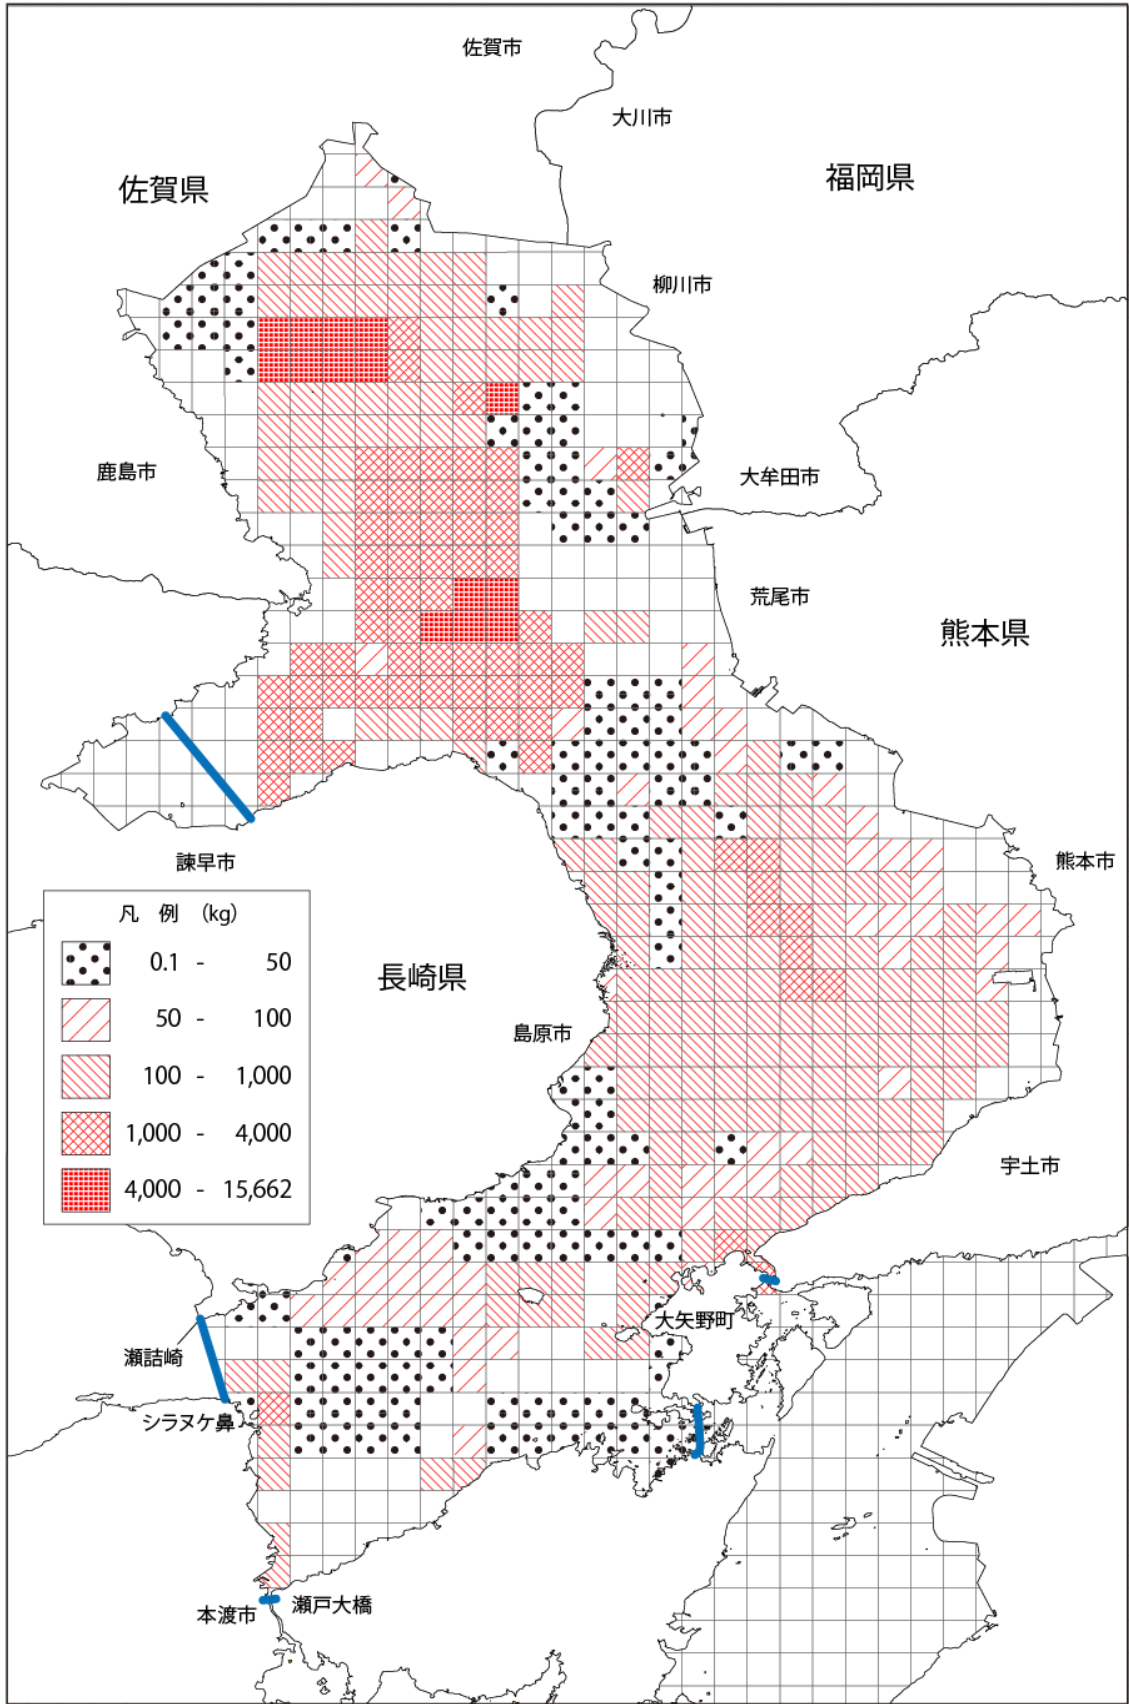 佐賀市
大川市
佐賀県
福岡県
柳川市
鹿島市
大牟田市
荒尾市
熊本県
諫早市
熊本市
凡 例 (kg)
0.1 - 50
50 - 100
100 - 1,000
1,000 - 4,000
4,000 - 15,662
長崎県
島原市
宇土市
大矢野町
瀬詰崎
シラヌケ鼻
本渡市
瀬戸大橋